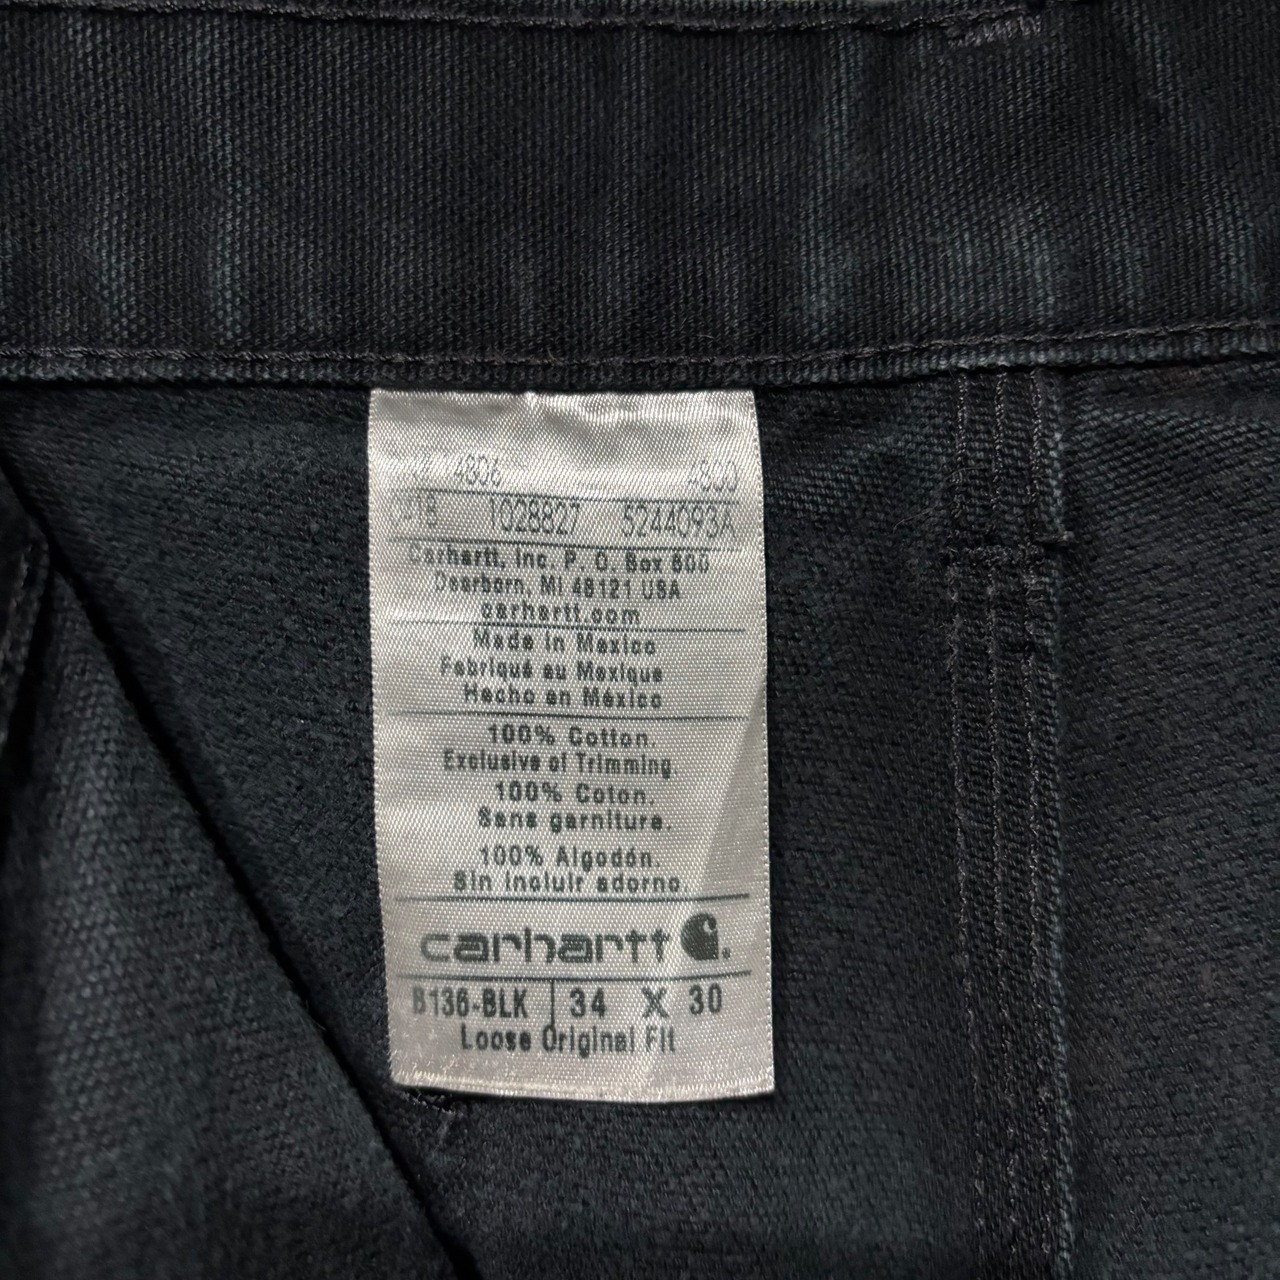 4806 4800
1028827 5244093A
Carhartt, Inc. P. O. Box 600
Dearborn, MI 48121 USA
carhartt.com
Made in Mexico
Fabriqué au Mexique
Hecho en México
100% Cotton.
Exclusive of Trimming.
100% Coton.
Sans garniture.
100% Algodón.
Sin incluir adorno.
carhartt
B136-BLK 34 X 30
Loose Original Fit